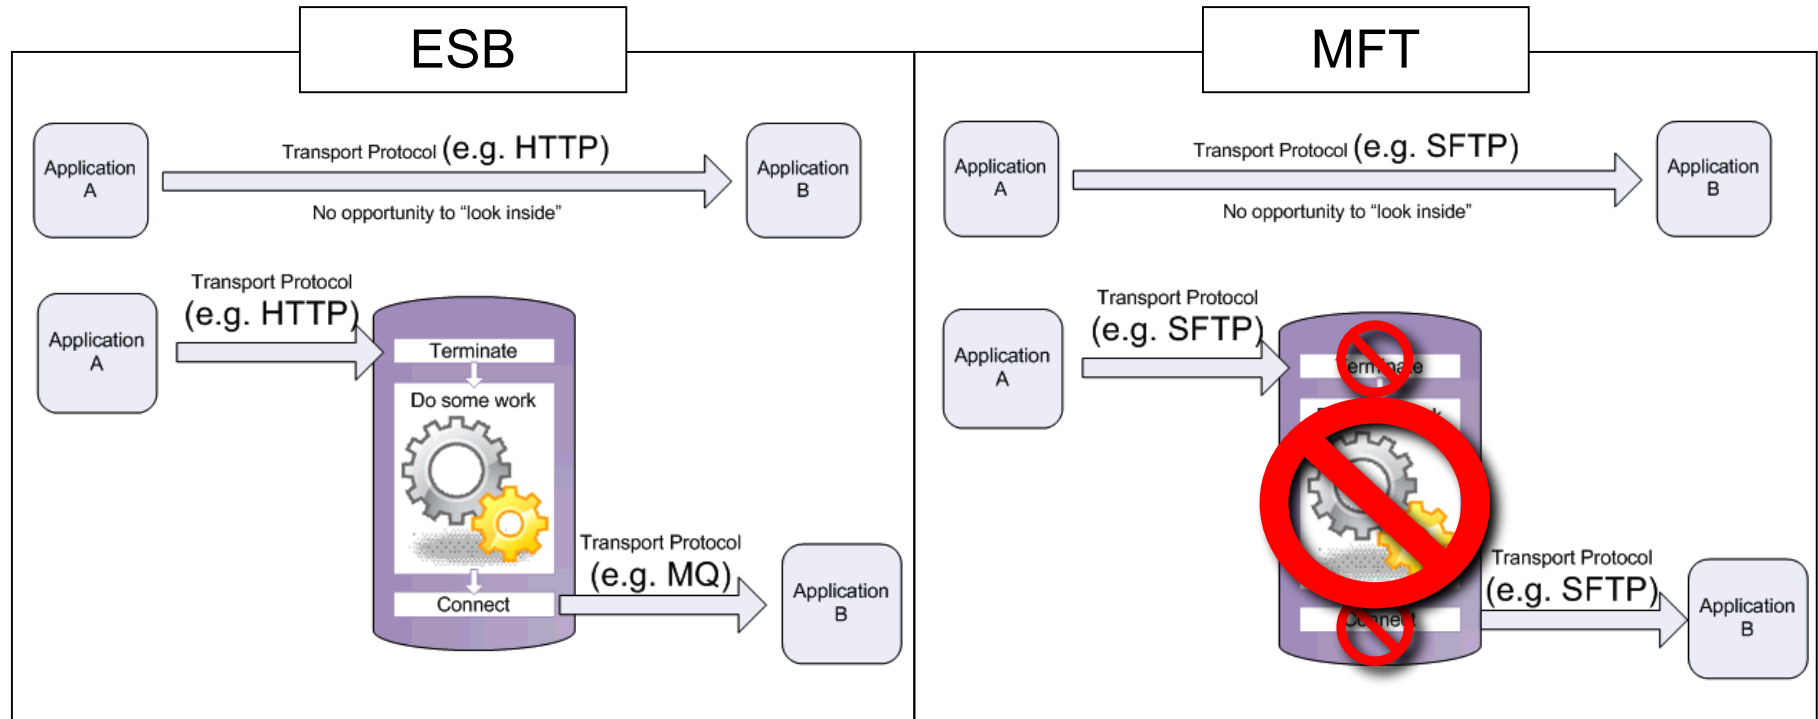 ESB
Transport Protocol (e.g. HTTP)
Application
A
Application
B
No opportunity to “look inside”
Transport Protocol
(e.g. HTTP)
Application
A
Terminate
Do some work
Transport Protocol
(e.g. MQ)
Connect
Application
B
MFT
Transport Protocol (e.g. SFTP)
Application
A
Application
B
No opportunity to “look inside”
Transport Protocol
(e.g. SFTP)
Application
A
Terminate
Transport Protocol
(e.g. SFTP)
Connect
Application
B